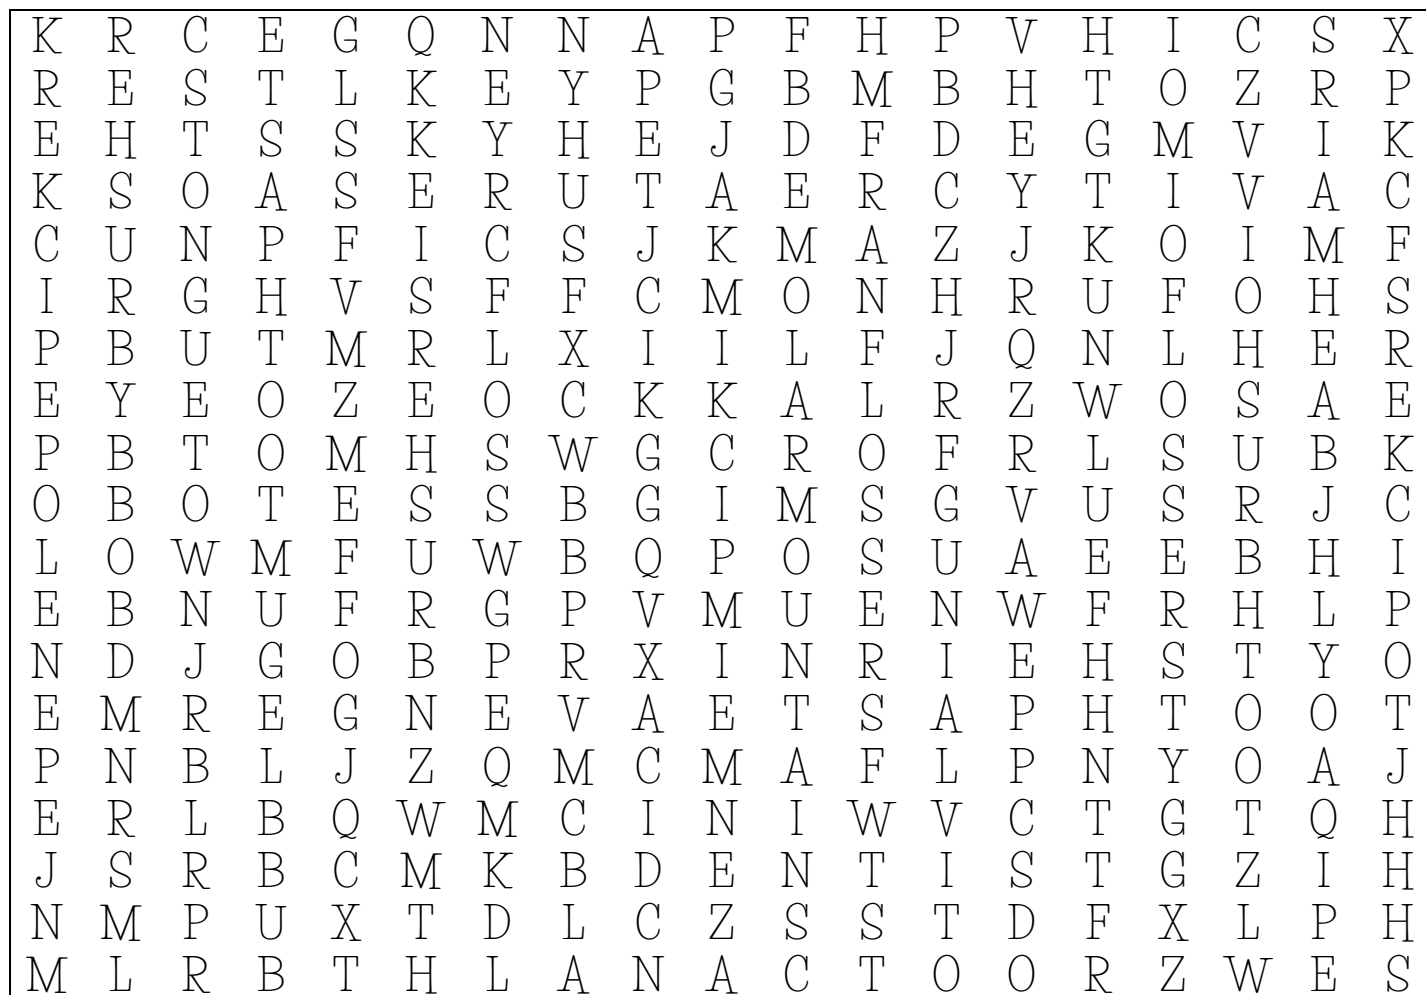 K R C E G Q N N A P F H P V H I C S X
R E S T L K E Y P G B M B H T O Z R P
E H T S S K Y H E J D F D E G M V I K
K S O A S E R U T A E R C Y T I V A C
C U N P F I C S J K M A Z J K O I M F
I R G H V S F F C M O N H R U F O H S
P B U T M R L X I I L F J Q N L H E R
E Y E O Z E O C K K A L R Z W O S A E
P B T O M H S W G C R O F R L S U B K
O B O T E S S B G I M S G V U S R J C
L O W M F U W B Q P O S U A E E B H I
E B N U F R G P V M U E N W F R H L P
N D J G O B P R X I N R I E H S T Y O
E M R E G N E V A E T S A P H T O O T
P N B L J Z Q M C M A F L P N Y O A J
E R L B Q W M C I N I W V C T G T Q H
J S R B C M K B D E N T I S T G Z I H
N M P U X T D L C Z S S T D F X L P H
M L R B T H L A N A C T O O R Z W E S